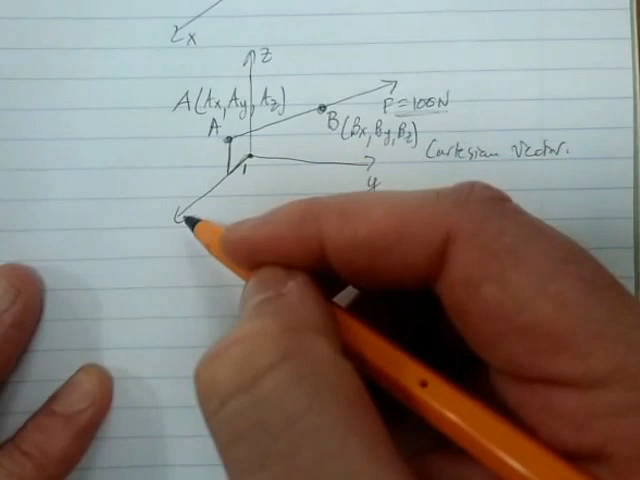 x
z
A(Ax, Ay, Az)
A
F = 100N
B(Bx, By, Bz)
Cartesian Vector.
y